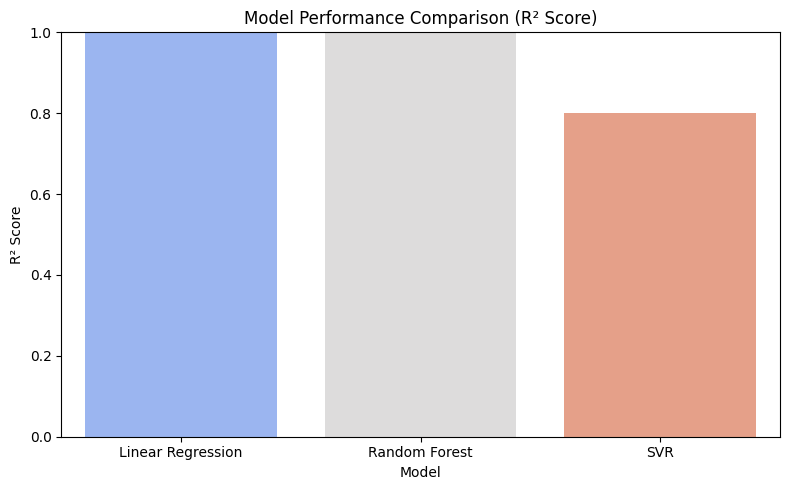 Model Performance Comparison (R² Score)
1.0
0.8
0.6
0.4
0.2
0.0
R² Score
Linear Regression
Random Forest
SVR
Model